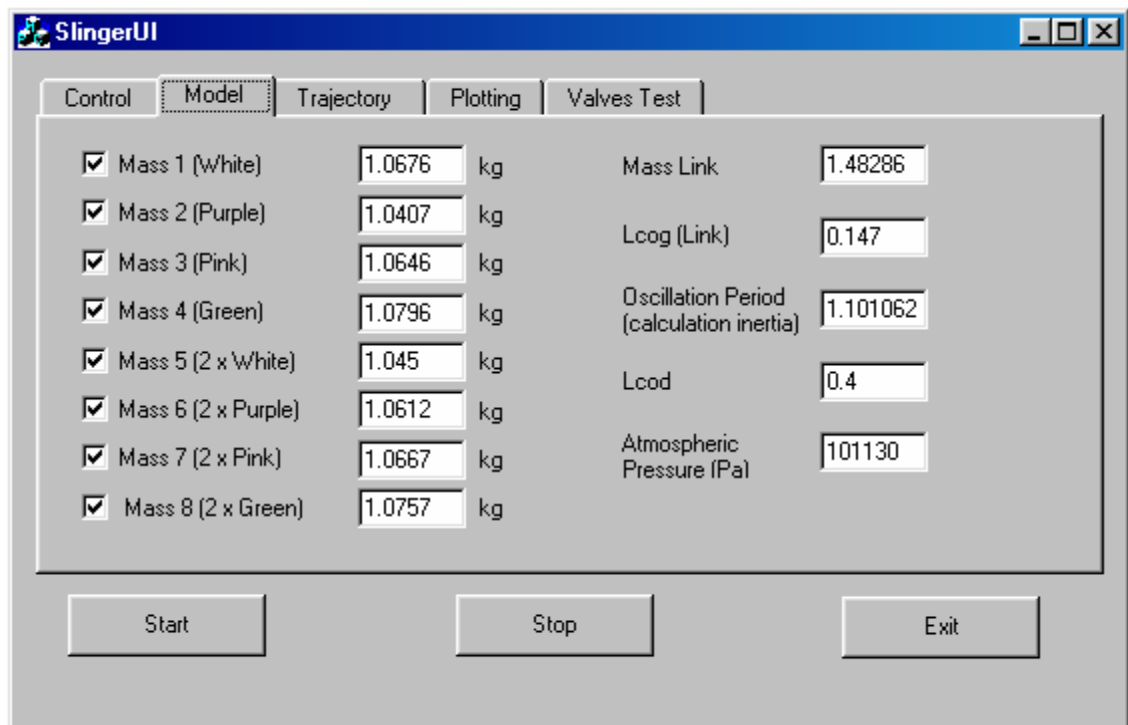 SlingerUI
Control Model Trajectory Plotting Valves Test
Mass 1 (White) 1.0676 kg
Mass 2 (Purple) 1.0407 kg
Mass 3 (Pink) 1.0646 kg
Mass 4 (Green) 1.0796 kg
Mass 5 (2 x White) 1.045 kg
Mass 6 (2 x Purple) 1.0612 kg
Mass 7 (2 x Pink) 1.0667 kg
Mass 8 (2 x Green) 1.0757 kg
Mass Link 1.48286
Lcog (Link) 0.147
Oscillation Period
(calculation inertia) 1.101062
Lcod 0.4
Atmospheric
Pressure (Pa) 101130
Start Stop Exit